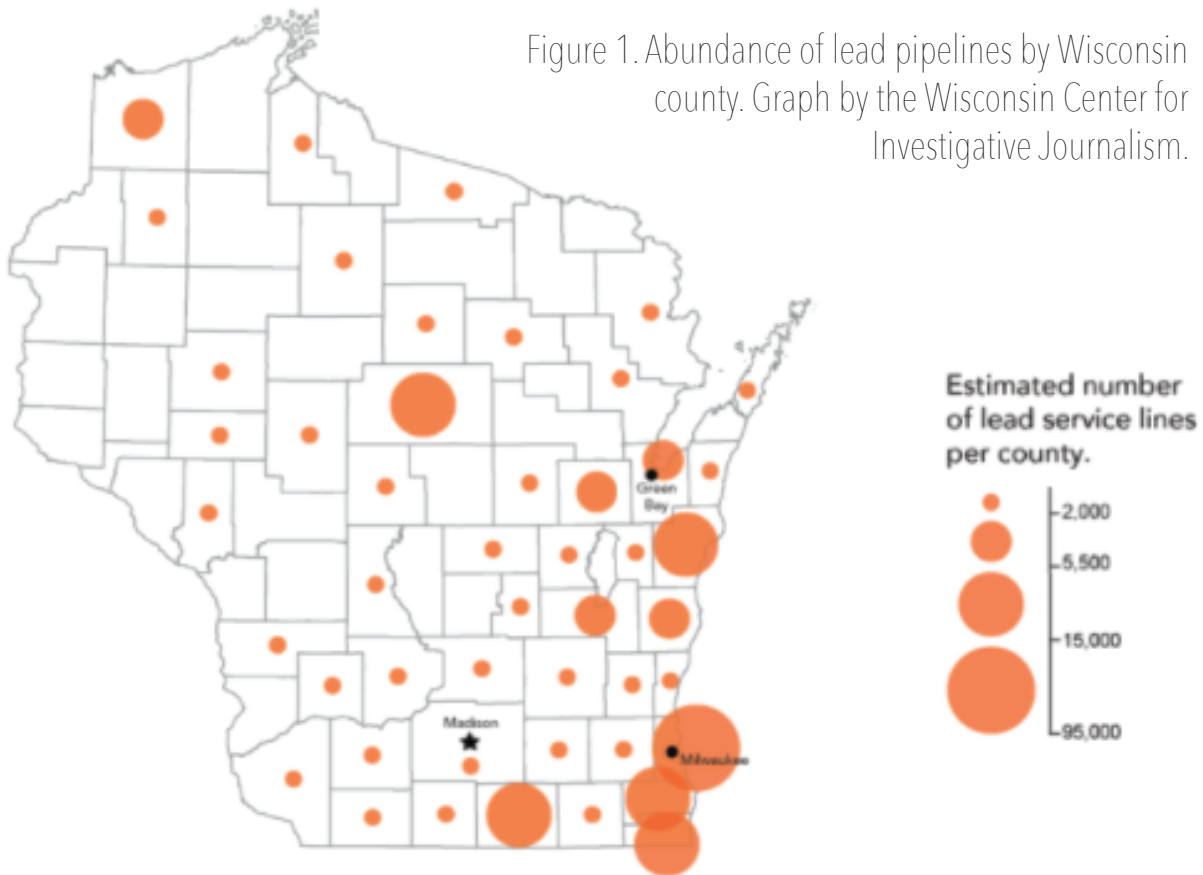 Figure 1. Abundance of lead pipelines by Wisconsin
county. Graph by the Wisconsin Center for
Investigative Journalism.
Estimated number
of lead service lines
per county.
2,000
5,500
15,000
95,000
Green
Bay
Madison
Milwaukee